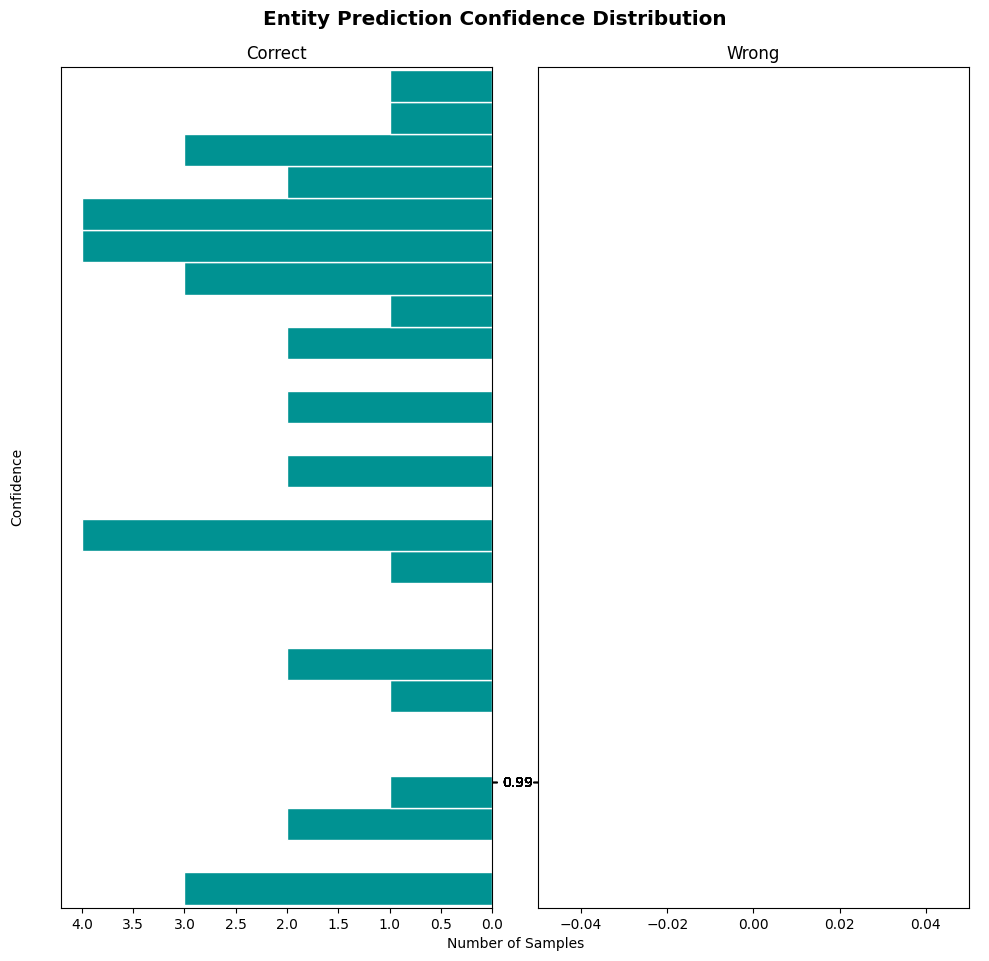 Entity Prediction Confidence Distribution
Correct
Wrong
Confidence
0.99
4.0 3.5 3.0 2.5 2.0 1.5 1.0 0.5 0.0
−0.04 −0.02 0.00 0.02 0.04
Number of Samples